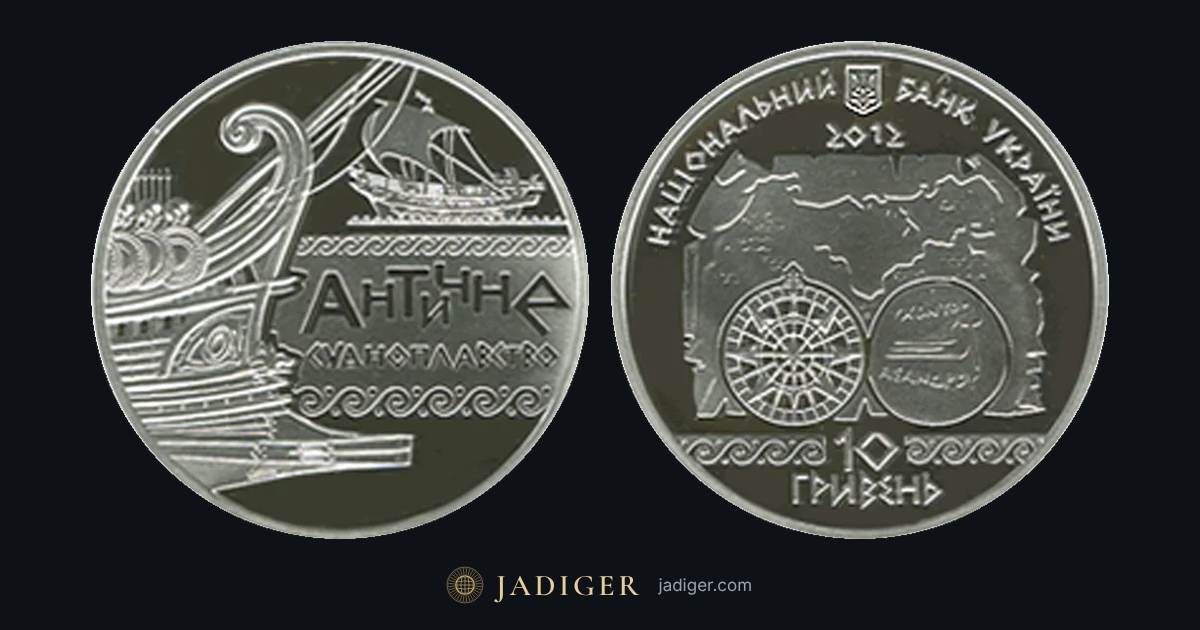 Античне
СУДНОПЛАВСТВО
НАЦІОНАЛЬНИЙ БАНК УКРАЇНИ
2012
10
ГРИВЕНЬ
JADIGER jadiger.com